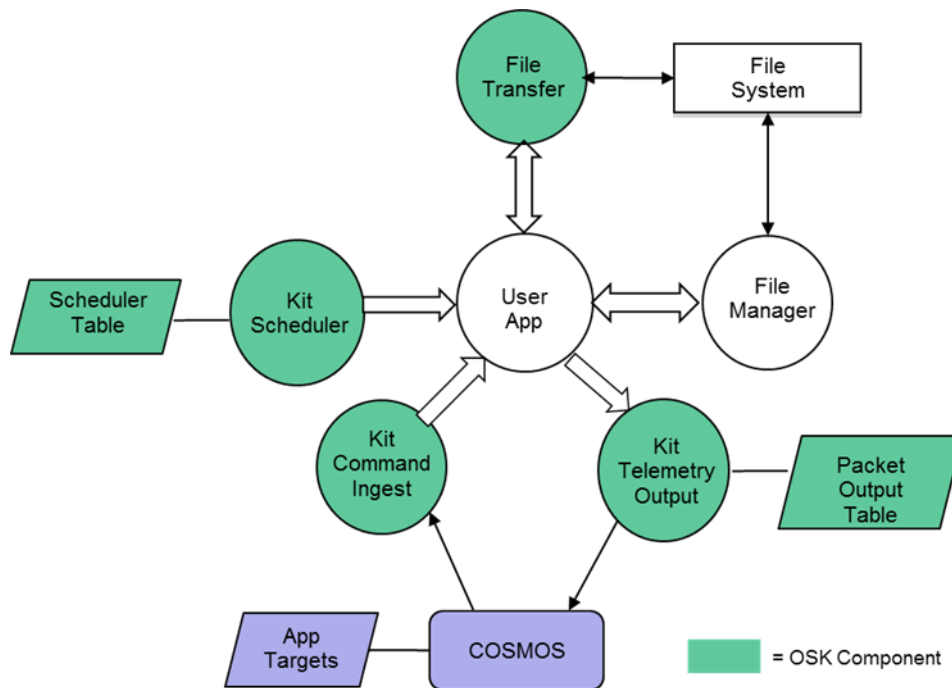 File
Transfer
File
System
Scheduler
Table
Kit
Scheduler
User
App
File
Manager
Kit
Command
Ingest
Kit
Telemetry
Output
Packet
Output
Table
App
Targets
COSMOS
= OSK Component